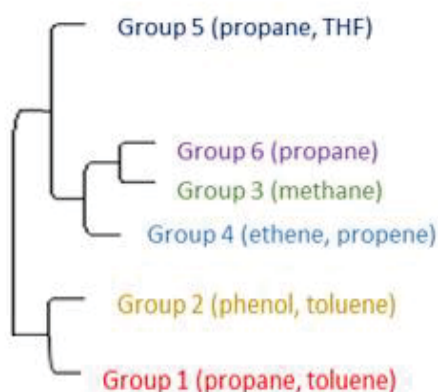 Group 5 (propane, THF)
Group 6 (propane)
Group 3 (methane)
Group 4 (ethene, propene)
Group 2 (phenol, toluene)
Group 1 (propane, toluene)